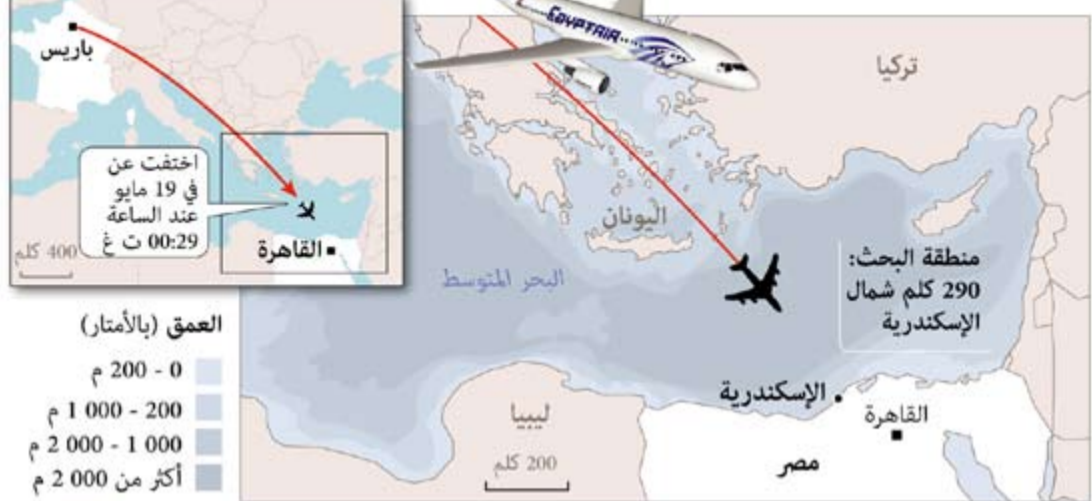 باريس
اختفت عن
في 19 مايو
عند الساعة
00:29 ت غ
القاهرة
400 كلم
EGYPTAIR
تركيا
اليونان
البحر المتوسط
منطقة البحث:
290 كلم شمال
الإسكندرية
الإسكندرية
القاهرة
ليبيا
مصر
200 كلم
العمق (بالأمتار)
0 - 200 م
200 - 000 1 م
000 1 - 000 2 م
أكثر من 000 2 م